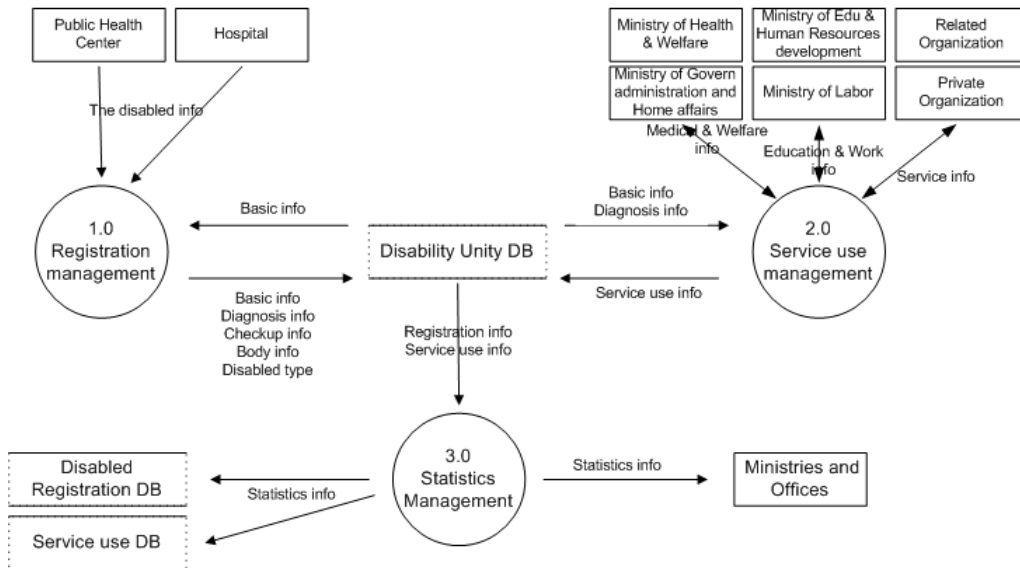 Public Health
Center
Hospital
Ministry of Health
& Welfare
Ministry of Edu &
Human Resources
development
Related
Organization
Ministry of Govern
administration and
Home affairs
Ministry of Labor
Private
Organization
The disabled info
Medical & Welfare
info
Education & Work
info
Service info
1.0
Registration
management
Basic info
Disability Unity DB
Basic info
Diagnosis info
2.0
Service use
management
Basic info
Diagnosis info
Checkup info
Body info
Disabled type
Service use info
Registration info
Service use info
3.0
Statistics
Management
Disabled
Registration DB
Statistics info
Service use DB
Statistics info
Ministries and
Offices